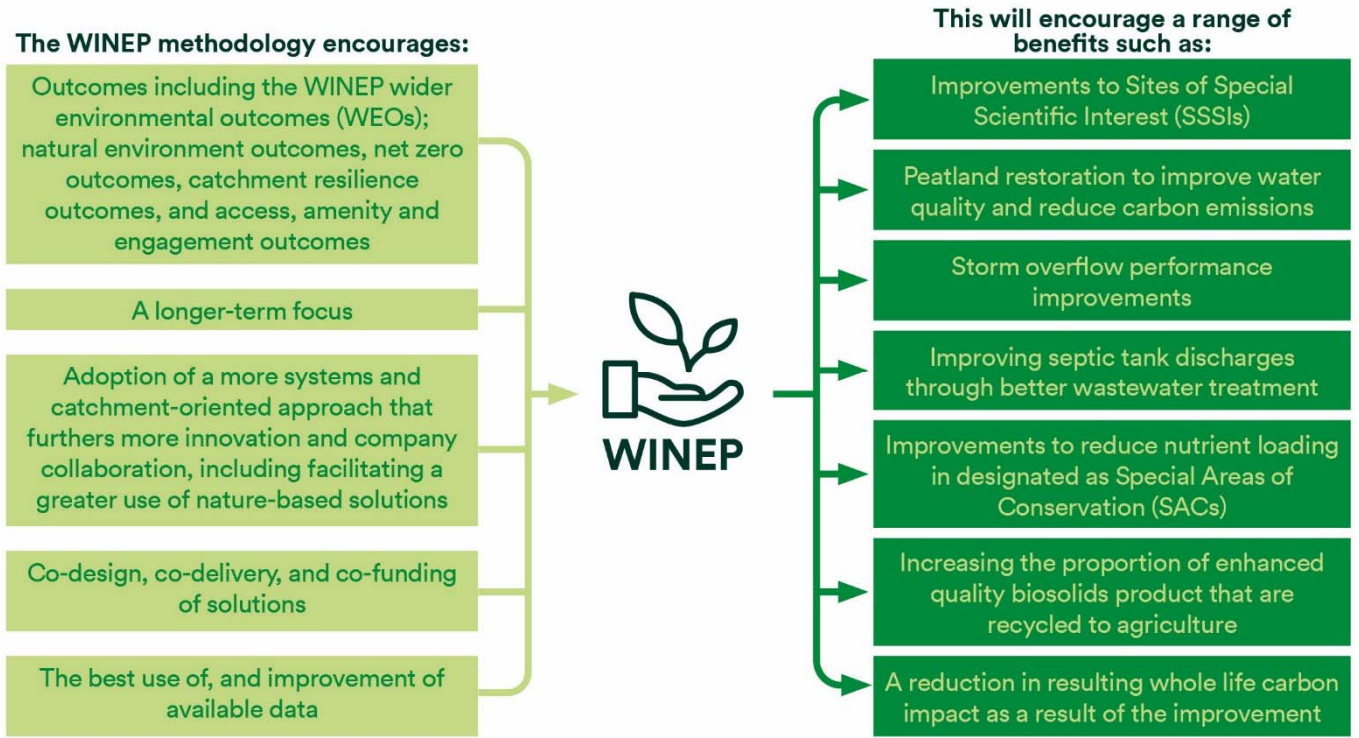 The WINEP methodology encourages:
Outcomes including the WINEP wider
environmental outcomes (WEOs);
natural environment outcomes, net zero
outcomes, catchment resilience
outcomes, and access, amenity and
engagement outcomes
A longer-term focus
Adoption of a more systems and
catchment-oriented approach that
furthers more innovation and company
collaboration, including facilitating a
greater use of nature-based solutions
Co-design, co-delivery, and co-funding
of solutions
The best use of, and improvement of
available data
WINEP
This will encourage a range of
benefits such as:
Improvements to Sites of Special
Scientific Interest (SSSIs)
Peatland restoration to improve water
quality and reduce carbon emissions
Storm overflow performance
improvements
Improving septic tank discharges
through better wastewater treatment
Improvements to reduce nutrient loading
in designated as Special Areas of
Conservation (SACs)
Increasing the proportion of enhanced
quality biosolids product that are
recycled to agriculture
A reduction in resulting whole life carbon
impact as a result of the improvement